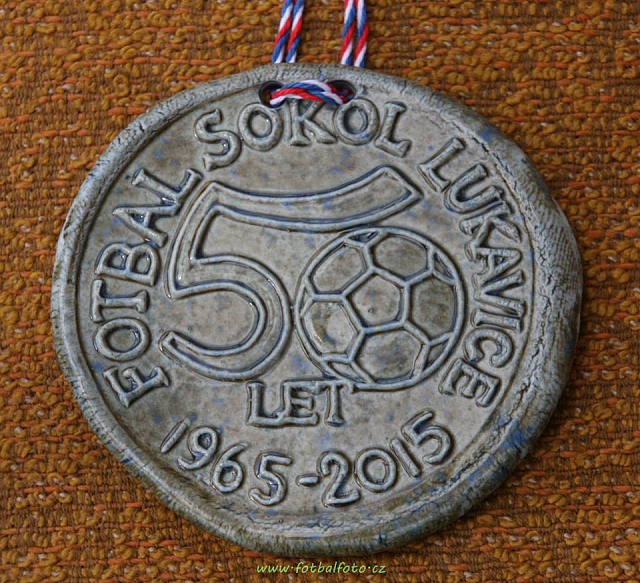 FOTBAL SOKOL LUKAVICE
50
LET
1965-2015
www.fotbalfoto.cz